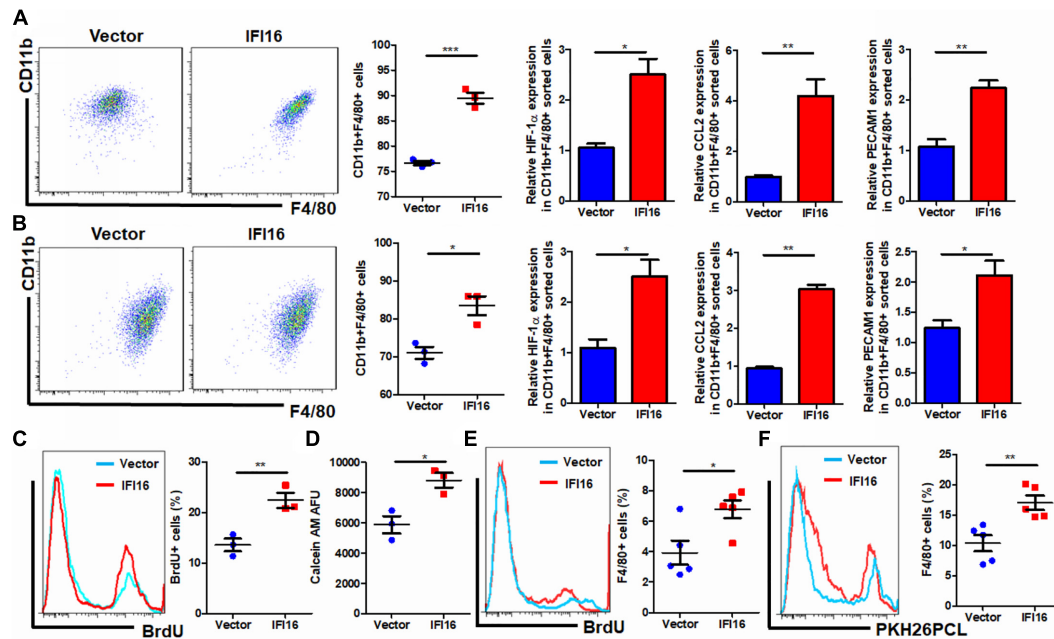 A
Vector
IFI16
CD11b
F4/80
CD11b+F4/80+ cells
100
95
90
85
80
75
70
***
Vector
IFI16
Relative HIF-1α expression
in CD11b+F4/80+ sorted cells
3
2
1
0
*
Vector
IFI16
Relative CCL2 expression
in CD11b+F4/80+ sorted cells
6
4
2
0
**
Vector
IFI16
Relative PECAM1 expression
in CD11b+F4/80+ sorted cells
3
2
1
0
**
Vector
IFI16
B
Vector
IFI16
CD11b
F4/80
CD11b+F4/80+ cells
100
90
80
70
60
*
Vector
IFI16
Relative HIF-1α expression
in CD11b+F4/80+ sorted cells
3
2
1
0
*
Vector
IFI16
Relative CCL2 expression
in CD11b+F4/80+ sorted cells
4
3
2
1
0
**
Vector
IFI16
Relative PECAM1 expression
in CD11b+F4/80+ sorted cells
2.5
2.0
1.5
1.0
0.5
0.0
*
Vector
IFI16
C
Vector
IFI16
BrdU
BrdU+ cells (%)
30
20
10
0
**
Vector
IFI16
D
Calcein AM AFU
10000
8000
6000
4000
2000
0
*
Vector
IFI16
E
Vector
IFI16
BrdU
F4/80+ cells (%)
10
8
6
4
2
0
*
Vector
IFI16
F
Vector
IFI16
PKH26PCL
F4/80+ cells (%)
25
20
15
10
5
0
**
Vector
IFI16